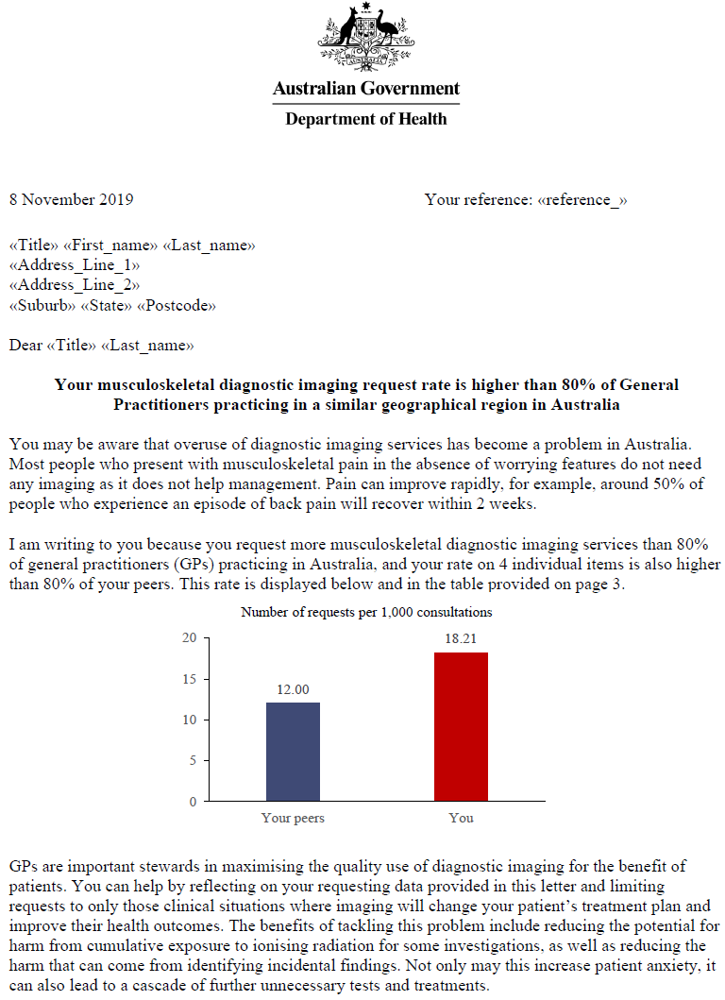 AUSTRALIA
Australian Government
Department of Health
8 November 2019 Your reference: «reference_»
«Title» «First_name» «Last_name»
«Address_Line_1»
«Address_Line_2»
«Suburb» «State» «Postcode»
Dear «Title» «Last_name»
Your musculoskeletal diagnostic imaging request rate is higher than 80% of General
Practitioners practicing in a similar geographical region in Australia
You may be aware that overuse of diagnostic imaging services has become a problem in Australia.
Most people who present with musculoskeletal pain in the absence of worrying features do not need
any imaging as it does not help management. Pain can improve rapidly, for example, around 50% of
people who experience an episode of back pain will recover within 2 weeks.
I am writing to you because you request more musculoskeletal diagnostic imaging services than 80%
of general practitioners (GPs) practicing in Australia, and your rate on 4 individual items is also higher
than 80% of your peers. This rate is displayed below and in the table provided on page 3.
Number of requests per 1,000 consultations
20
15
10
5
0
12.00
18.21
Your peers
You
GPs are important stewards in maximising the quality use of diagnostic imaging for the benefit of
patients. You can help by reflecting on your requesting data provided in this letter and limiting
requests to only those clinical situations where imaging will change your patient’s treatment plan and
improve their health outcomes. The benefits of tackling this problem include reducing the potential for
harm from cumulative exposure to ionising radiation for some investigations, as well as reducing the
harm that can come from identifying incidental findings. Not only may this increase patient anxiety, it
can also lead to a cascade of further unnecessary tests and treatments.